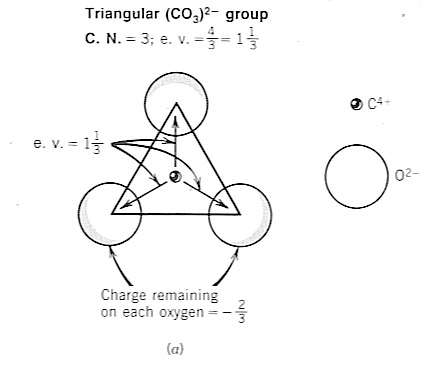 Triangular (CO₃)²⁻ group
C. N. = 3; e. v. = 4/3 = 1 1/3
C⁴⁺
e. v. = 1 1/3
O²⁻
Charge remaining
on each oxygen = - 2/3
(a)